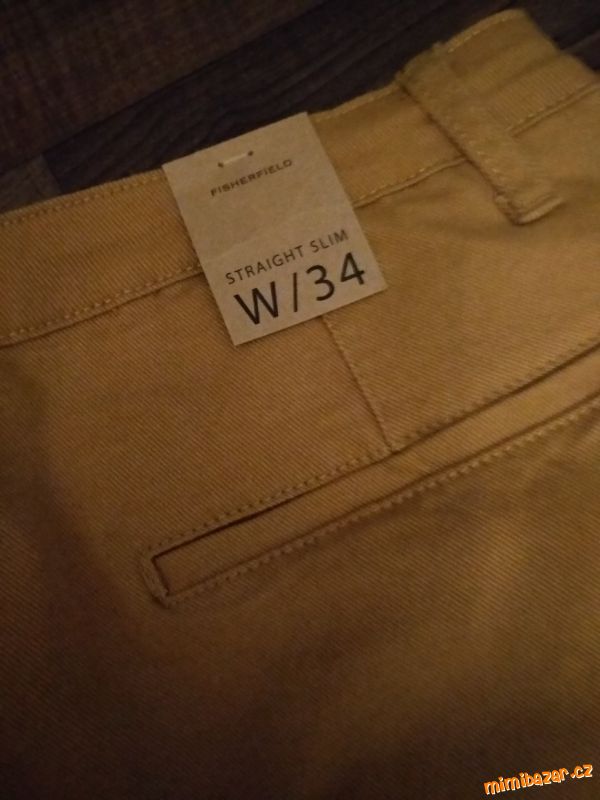 FISHERFIELD
STRAIGHT SLIM
W/34
mimibazar.cz